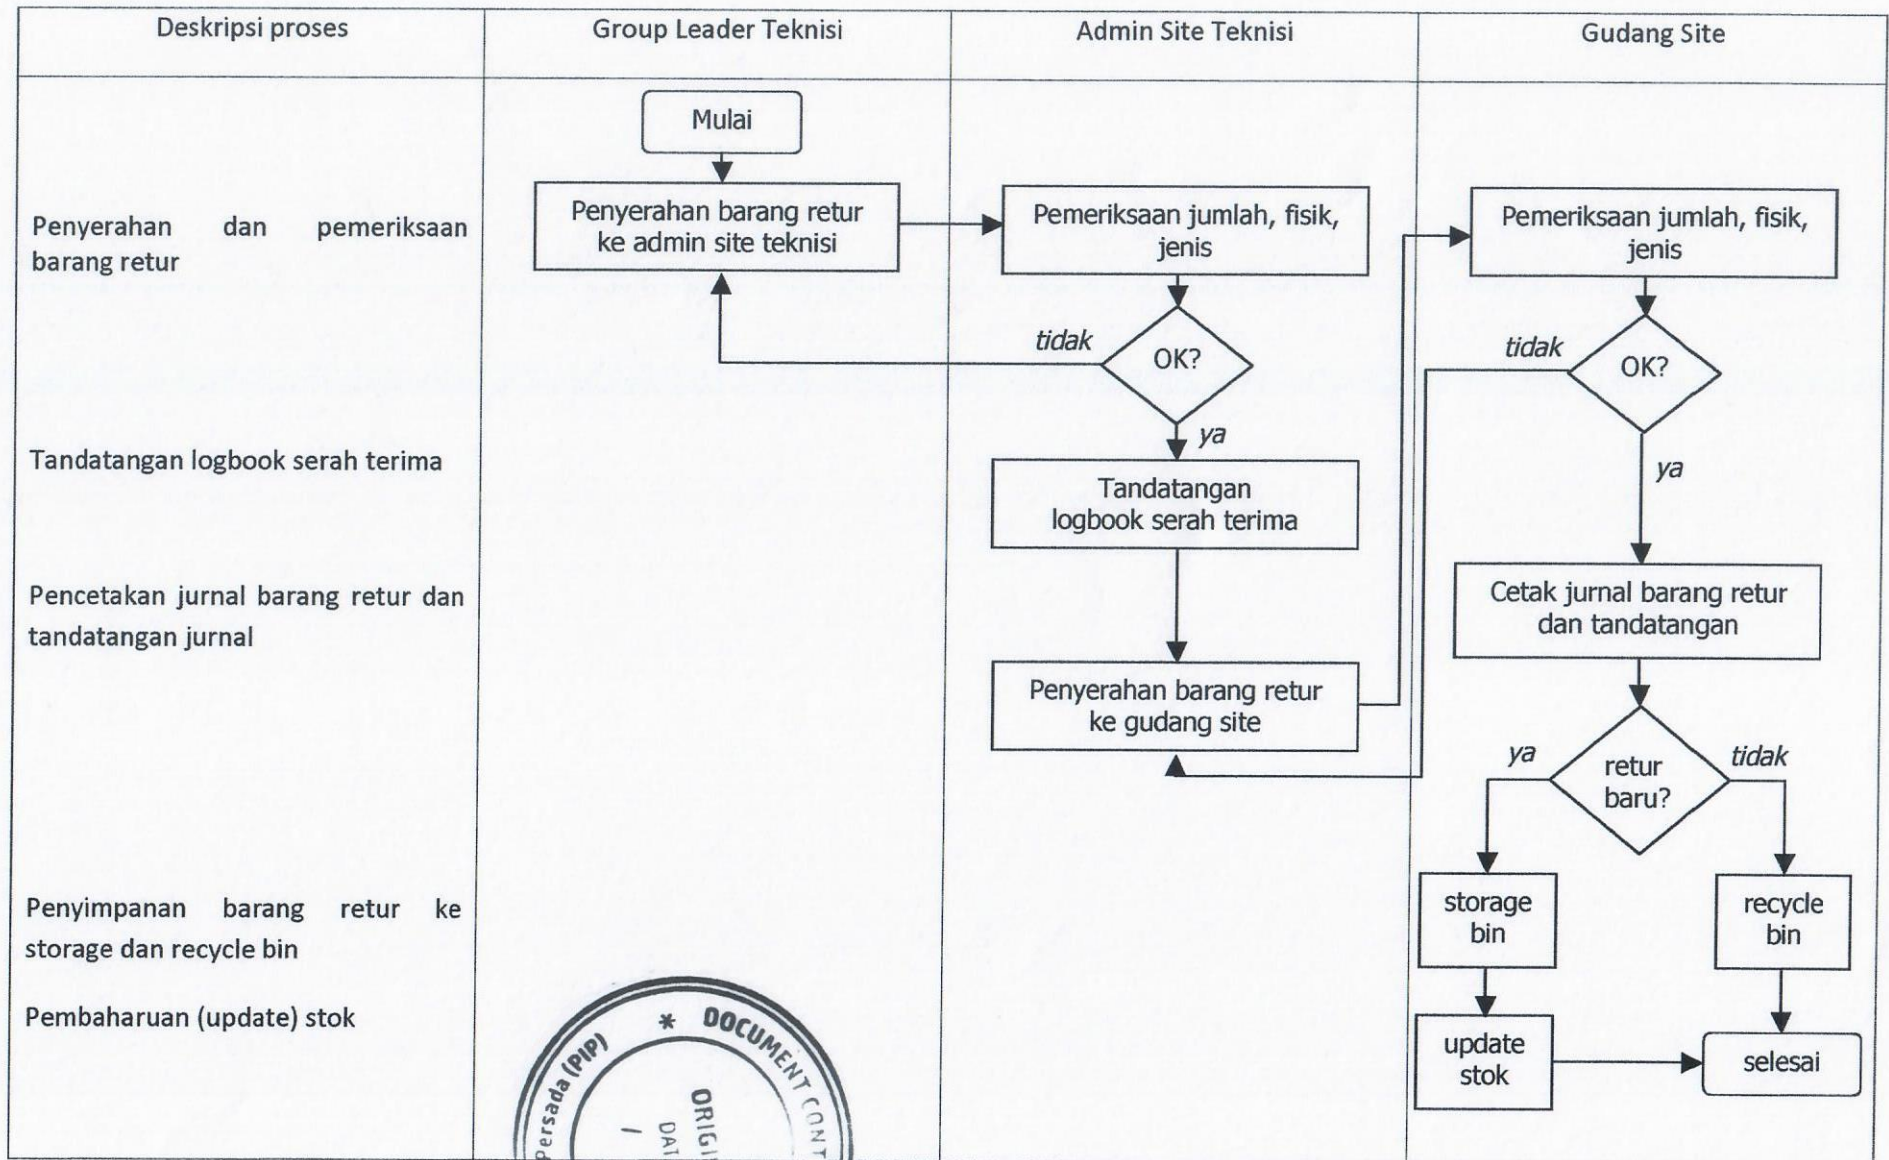 Deskripsi proses
Group Leader Teknisi
Admin Site Teknisi
Gudang Site
Penyerahan dan pemeriksaan
barang retur
Tandatangan logbook serah terima
Pencetakan jurnal barang retur dan
tandatangan jurnal
Penyimpanan barang retur ke
storage dan recycle bin
Pembaharuan (update) stok
Mulai
Penyerahan barang retur
ke admin site teknisi
Pemeriksaan jumlah, fisik,
jenis
OK?
tidak
ya
Tandatangan
logbook serah terima
Penyerahan barang retur
ke gudang site
Pemeriksaan jumlah, fisik,
jenis
OK?
tidak
ya
Cetak jurnal barang retur
dan tandatangan
retur
baru?
ya
tidak
storage
bin
recycle
bin
update
stok
selesai
Persada (PIP) * DOCUMENT CONT
ORIGI
DAT